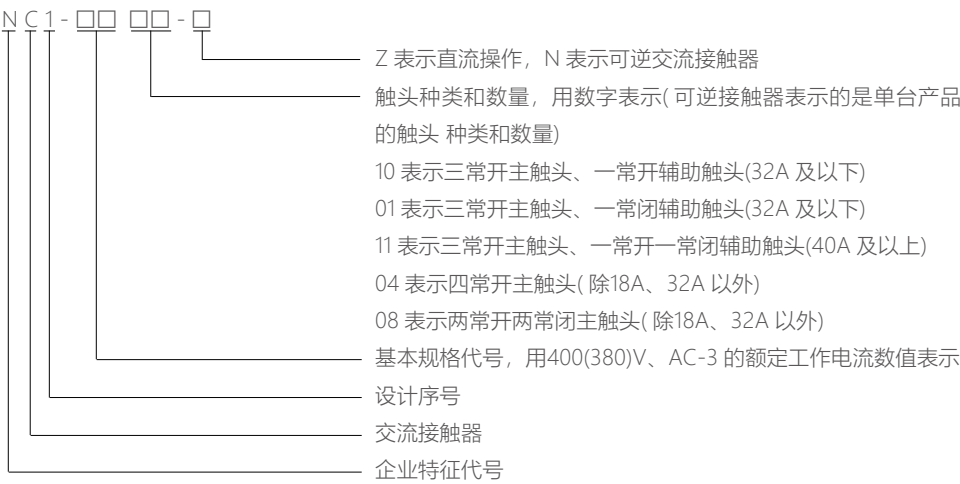 NC1-□□ □□-□
Z 表示直流操作，N 表示可逆交流接触器
触头种类和数量，用数字表示( 可逆接触器表示的是单台产品
的触头 种类和数量)
10 表示三常开主触头、一常开辅助触头(32A 及以下)
01 表示三常开主触头、一常闭辅助触头(32A 及以下)
11 表示三常开主触头、一常开一常闭辅助触头(40A 及以上)
04 表示四常开主触头( 除18A、32A 以外)
08 表示两常开两常闭主触头( 除18A、32A 以外)
基本规格代号，用400(380)V、AC-3 的额定工作电流数值表示
设计序号
交流接触器
企业特征代号